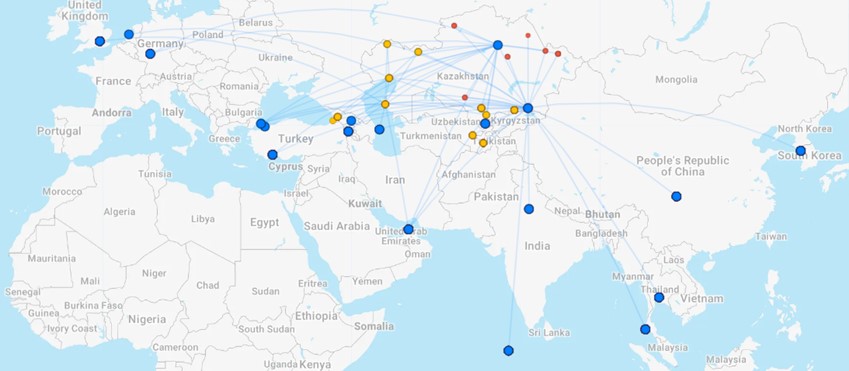 United
Kingdom
Belarus
Poland
Germany
Ukraine
Kazakhstan
Mongolia
France
Austria
Romania
Andorra
Italy
Bulgaria
Uzbekistan
Kyrgyzstan
North Korea
Portugal
Greece
Turkey
Turkmenistan
South Korea
People's Republic
of China
Tunisia
Cyprus
Syria
Afghanistan
Iraq
Iran
Morocco
Israel
Pakistan
Kuwait
Nepal
Bhutan
Algeria
Libya
Egypt
Saudi Arabia
United Arab
Emirates
Bangladesh
Taiwan
India
Oman
Mauritania
Laos
Mali
Niger
Chad
Sudan
Eritrea
Yemen
Myanmar
Thailand
Vietnam
Senegal
Burkina Faso
Guinea
Nigeria
Ethiopia
Somalia
Ivory Coast
South Sudan
Sri Lanka
Cameroon
Malaysia
Malaysia
Uganda
Kenya